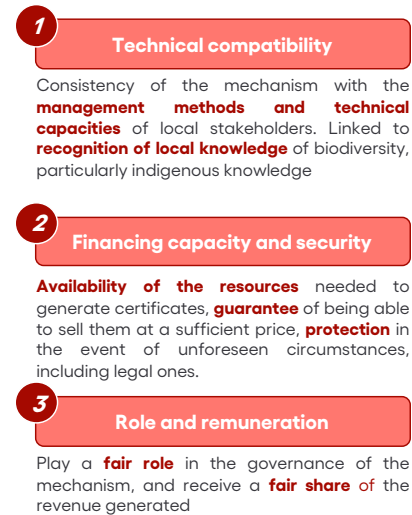 1
Technical compatibility
Consistency of the mechanism with the
management methods and technical
capacities of local stakeholders. Linked to
recognition of local knowledge of biodiversity,
particularly indigenous knowledge
2
Financing capacity and security
Availability of the resources needed to
generate certificates, guarantee of being able
to sell them at a sufficient price, protection in
the event of unforeseen circumstances,
including legal ones.
3
Role and remuneration
Play a fair role in the governance of the
mechanism, and receive a fair share of the
revenue generated